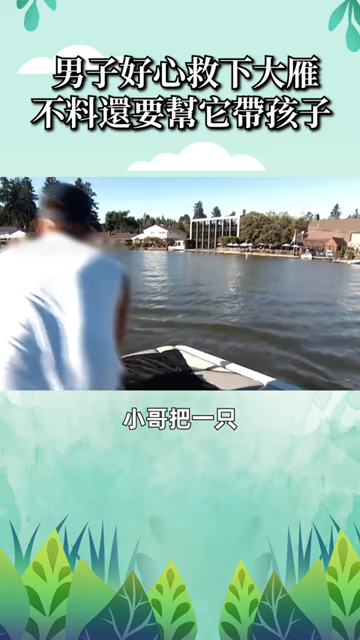 男子好心救下大雁
不料還要幫它帶孩子
小哥把一只